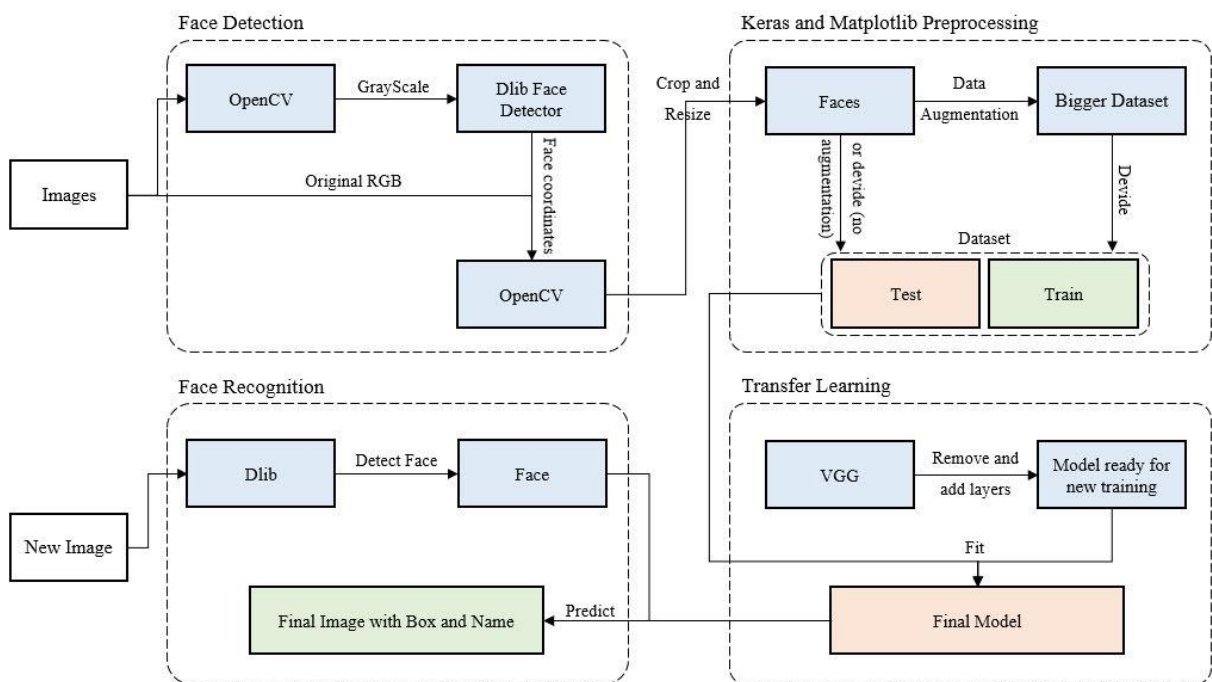 Face Detection
Keras and Matplotlib Preprocessing
OpenCV
GrayScale
Dlib Face
Detector
Crop and
Resize
Faces
Data
Augmentation
Bigger Dataset
Images
Original RGB
Face coordinates
or devide (no
augmentation)
Devide
Dataset
OpenCV
Test
Train
Face Recognition
Transfer Learning
Dlib
Detect Face
Face
VGG
Remove and
add layers
Model ready for
new training
New Image
Fit
Final Image with Box and Name
Predict
Final Model